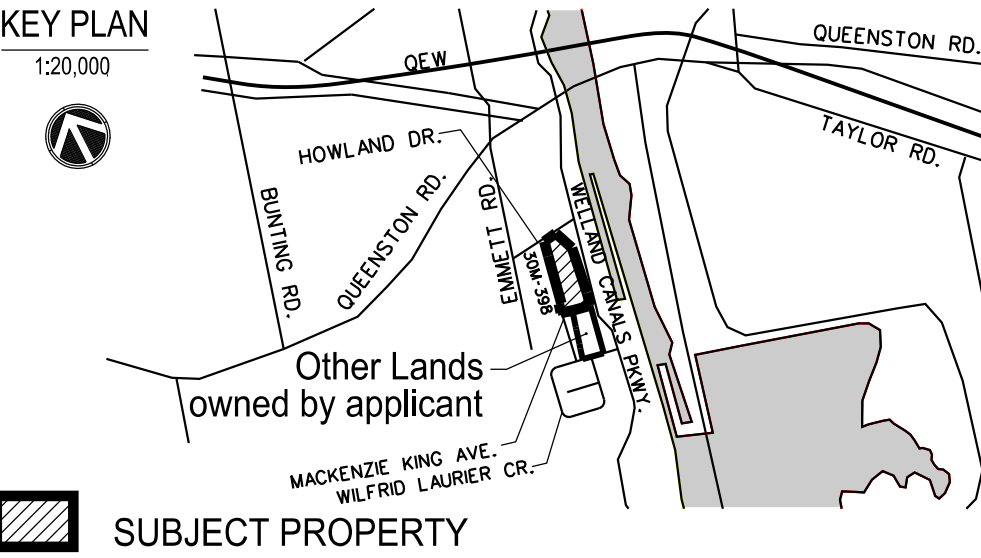 KEY PLAN
1:20,000
QEW
QUEENSTON RD.
TAYLOR RD.
HOWLAND DR.
BUNTING RD.
QUEENSTON RD.
EMMETT RD.
WELLAND CANALS PKWY.
30M-398
Other Lands
owned by applicant
MACKENZIE KING AVE.
WILFRID LAURIER CR.
SUBJECT PROPERTY